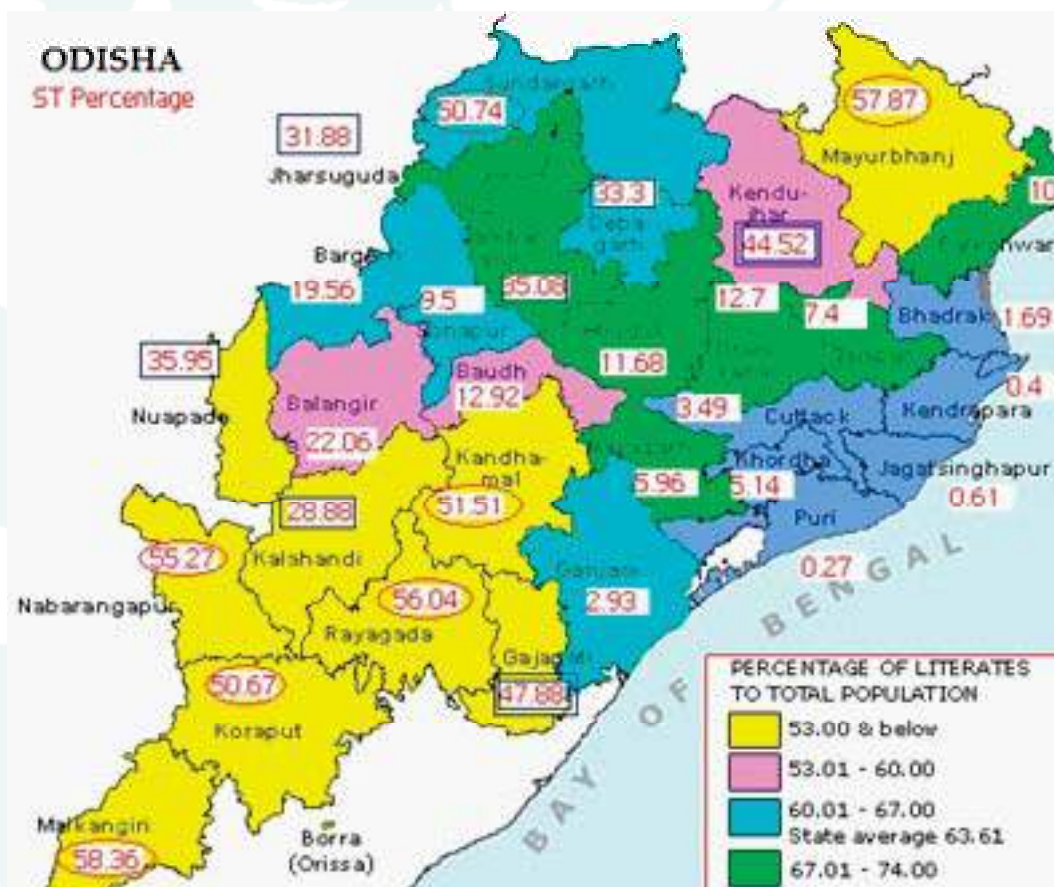 ODISHA
ST Percentage
Sundargarh
50.74
57.87
Mayurbhanj
31.88
Jharsuguda
33.3
Kendu-
jhar
44.52
10
Barga
19.56
9.5
35.08
12.7
7.4
Bhadrak
1.69
35.95
Nuapade
Balangir
22.06
Baudh
12.92
11.68
3.49
Cuttack
0.4
Kendrapara
Kandha-
mal
51.51
5.96
Khordha
5.14
Jagatsinghapur
0.61
28.88
Kalahandi
Puri
0.27
55.27
Nabarangapur
56.04
Rayagada
Ganjam
2.93
47.88
50.67
Koraput
58.36
Borra
(Orissa)
BAY OF BENGAL
PERCENTAGE OF LITERATES
TO TOTAL POPULATION
53.00 & below
53.01 - 60.00
60.01 - 67.00
State average 63.61
67.01 - 74.00